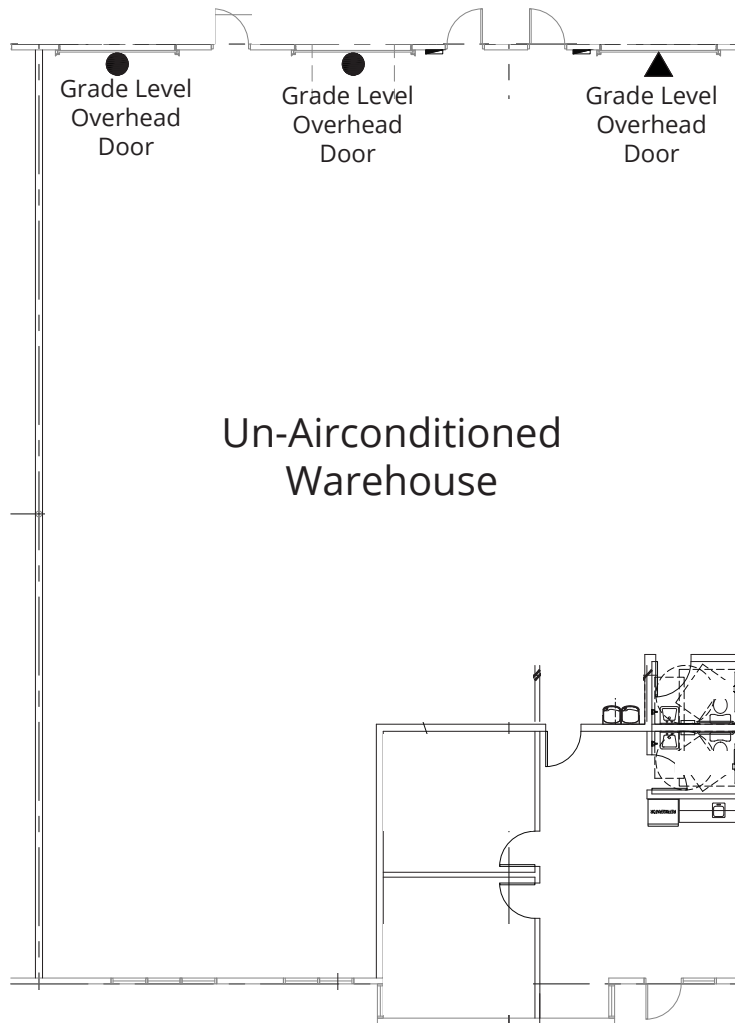 Grade Level
Overhead
Door
Grade Level
Overhead
Door
Grade Level
Overhead
Door
Un-Airconditioned
Warehouse